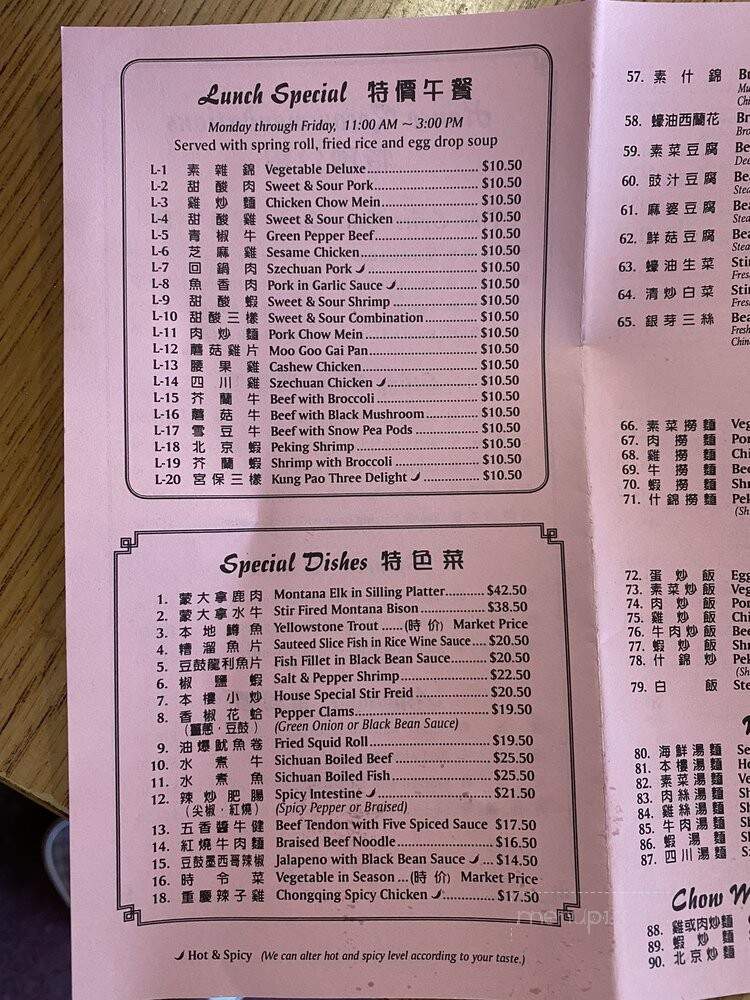 Lunch Special 特價午餐
Monday through Friday, 11:00 AM ~ 3:00 PM
Served with spring roll, fried rice and egg drop soup
L-1 素雜錦 Vegetable Deluxe $10.50
L-2 甜酸肉 Sweet & Sour Pork $10.50
L-3 雞炒麵 Chicken Chow Mein $10.50
L-4 甜酸雞 Sweet & Sour Chicken $10.50
L-5 青椒牛 Green Pepper Beef $10.50
L-6 芝麻雞 Sesame Chicken $10.50
L-7 回鍋肉 Szechuan Pork $10.50
L-8 魚香肉 Pork in Garlic Sauce $10.50
L-9 甜酸蝦 Sweet & Sour Shrimp $10.50
L-10 甜酸三樣 Sweet & Sour Combination $10.50
L-11 肉炒麵 Pork Chow Mein $10.50
L-12 蘑菇雞片 Moo Goo Gai Pan $10.50
L-13 腰果雞 Cashew Chicken $10.50
L-14 四川雞 Szechuan Chicken $10.50
L-15 芥蘭牛 Beef with Broccoli $10.50
L-16 蘑菇牛 Beef with Black Mushroom $10.50
L-17 雪豆牛 Beef with Snow Pea Pods $10.50
L-18 北京蝦 Peking Shrimp $10.50
L-19 芥蘭蝦 Shrimp with Broccoli $10.50
L-20 宮保三樣 Kung Pao Three Delight $10.50
Special Dishes 特色菜
1. 蒙大拿鹿肉 Montana Elk in Silling Platter $42.50
2. 蒙大拿水牛 Stir Fired Montana Bison $38.50
3. 本地鱒魚 Yellowstone Trout (時价) Market Price
4. 糟溜魚片 Sauteed Slice Fish in Rice Wine Sauce $20.50
5. 豆鼓龍利魚片 Fish Fillet in Black Bean Sauce $20.50
6. 椒鹽蝦 Salt & Pepper Shrimp $22.50
7. 本樓小炒 House Special Stir Freid $20.50
8. 香椒花蛤 Pepper Clams $19.50
(薑蔥·豆鼓) (Green Onion or Black Bean Sauce)
9. 油爆魷魚卷 Fried Squid Roll $19.50
10. 水煮牛 Sichuan Boiled Beef $25.50
11. 水煮魚 Sichuan Boiled Fish $25.50
12. 辣炒肥腸 Spicy Intestine $21.50
(尖椒·紅燒) (Spicy Pepper or Braised)
13. 五香醬牛健 Beef Tendon with Five Spiced Sauce $17.50
14. 紅燒牛肉麵 Braised Beef Noodle $16.50
15. 豆鼓墨西哥辣椒 Jalapeno with Black Bean Sauce $14.50
16. 時令菜 Vegetable in Season (時价) Market Price
18. 重慶辣子雞 Chongqing Spicy Chicken $17.50
Hot & Spicy (We can alter hot and spicy level according to your taste.)
57. 素什錦
58. 蠔油西蘭花
59. 素菜豆腐
60. 豉汁豆腐
61. 麻婆豆腐
62. 鮮菇豆腐
63. 蠔油生菜
64. 清炒白菜
65. 銀芽三絲
66. 素菜撈麵
67. 肉撈麵
68. 雞撈麵
69. 牛撈麵
70. 蝦撈麵
71. 什錦撈麵
72. 蛋炒飯
73. 素菜炒飯
74. 肉炒飯
75. 雞炒飯
76. 牛肉炒飯
77. 蝦炒飯
78. 什錦炒
79. 白飯
80. 海鮮湯麵
81. 本樓湯麵
82. 素菜湯麵
83. 肉絲湯麵
84. 雞絲湯麵
85. 牛肉湯麵
86. 蝦湯麵
87. 四川湯麵
Chow M
88. 雞或肉炒麵
89. 蝦炒麵
90. 北京炒麵